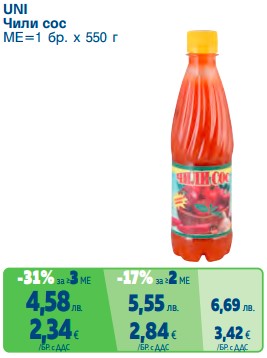 UNI
Чили сос
МЕ=1 бр. х 550 г
ЧИЛИ СОС
-31% за ≥3 МЕ
4,58 лв.
2,34 €
/БР. с ДДС
-17% за ≥2 МЕ
5,55 лв.
2,84 €
/БР. с ДДС
6,69 лв.
3,42 €
/БР. с ДДС